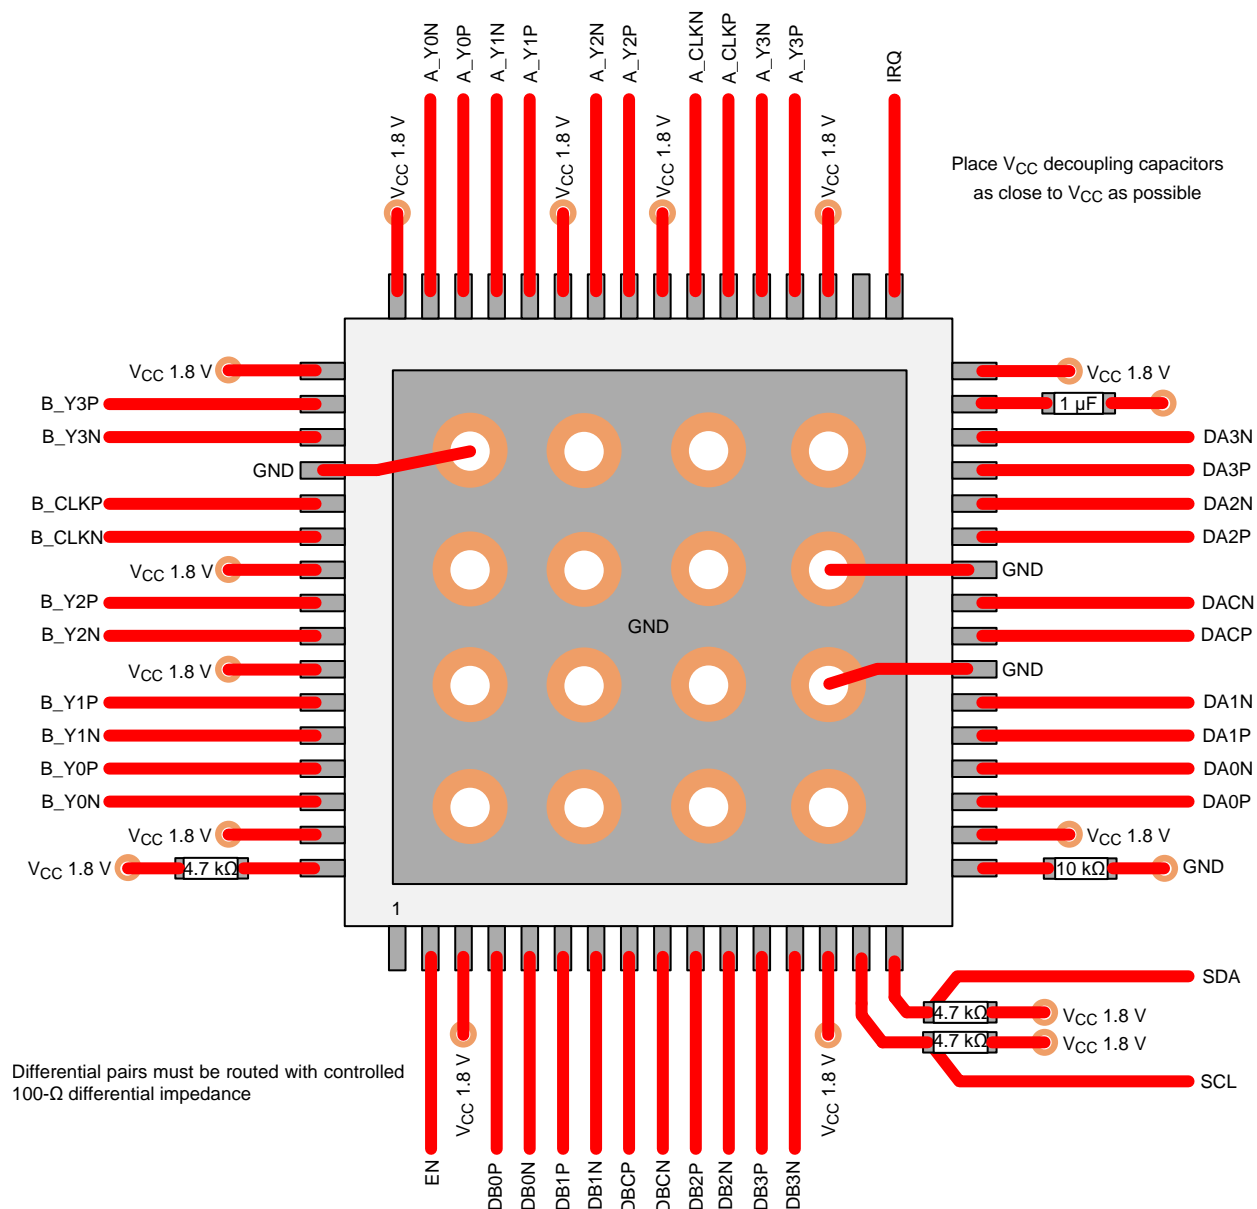 A_Y0N
A_Y0P
A_Y1N
A_Y1P
A_Y2N
A_Y2P
A_CLKN
A_CLKP
A_Y3N
A_Y3P
IRQ
VCC 1.8 V
VCC 1.8 V
VCC 1.8 V
VCC 1.8 V
Place VCC decoupling capacitors
as close to VCC as possible
VCC 1.8 V
B_Y3P
B_Y3N
GND
B_CLKP
B_CLKN
VCC 1.8 V
B_Y2P
B_Y2N
VCC 1.8 V
B_Y1P
B_Y1N
B_Y0P
B_Y0N
VCC 1.8 V
VCC 1.8 V
4.7 kΩ
GND
1
VCC 1.8 V
1 µF
DA3N
DA3P
DA2N
DA2P
GND
DACN
DACP
GND
DA1N
DA1P
DA0N
DA0P
VCC 1.8 V
10 kΩ
GND
SDA
4.7 kΩ
VCC 1.8 V
4.7 kΩ
VCC 1.8 V
SCL
Differential pairs must be routed with controlled
100-Ω differential impedance
EN
VCC 1.8 V
DB0P
DB0N
DB1P
DB1N
DBCP
DBCN
DB2P
DB2N
DB3P
DB3N
VCC 1.8 V